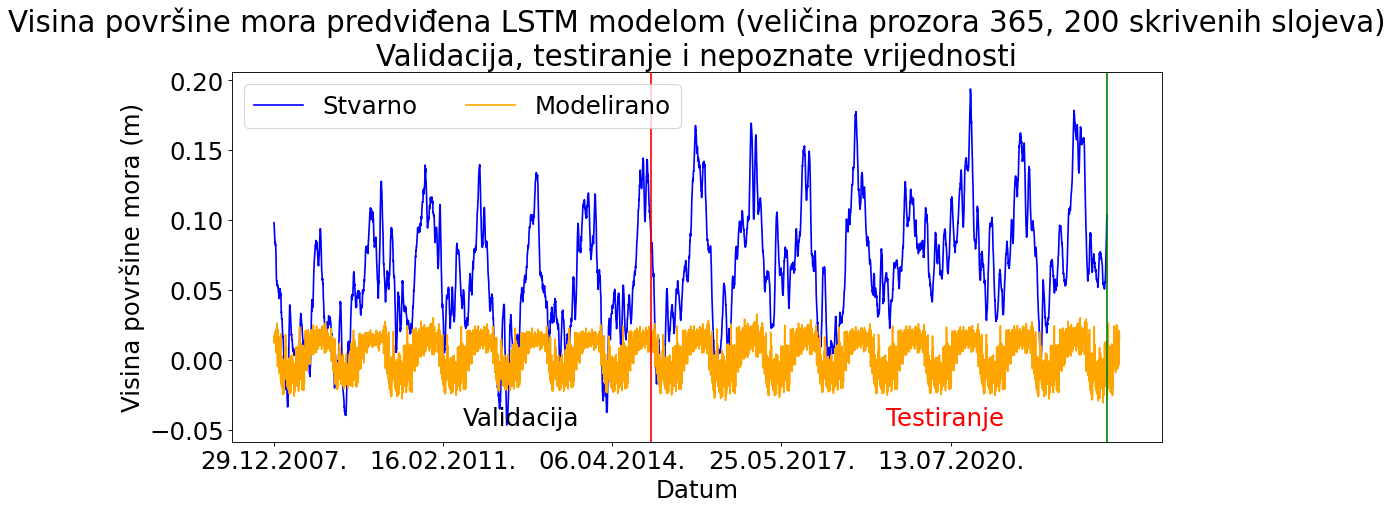 Visina površine mora predviđena LSTM modelom (veličina prozora 365, 200 skrivenih slojeva)
Validacija, testiranje i nepoznate vrijednosti
Stvarno Modelirano
Visina površine mora (m)
0.20
0.15
0.10
0.05
0.00
−0.05
Validacija Testiranje
29.12.2007. 16.02.2011. 06.04.2014. 25.05.2017. 13.07.2020.
Datum